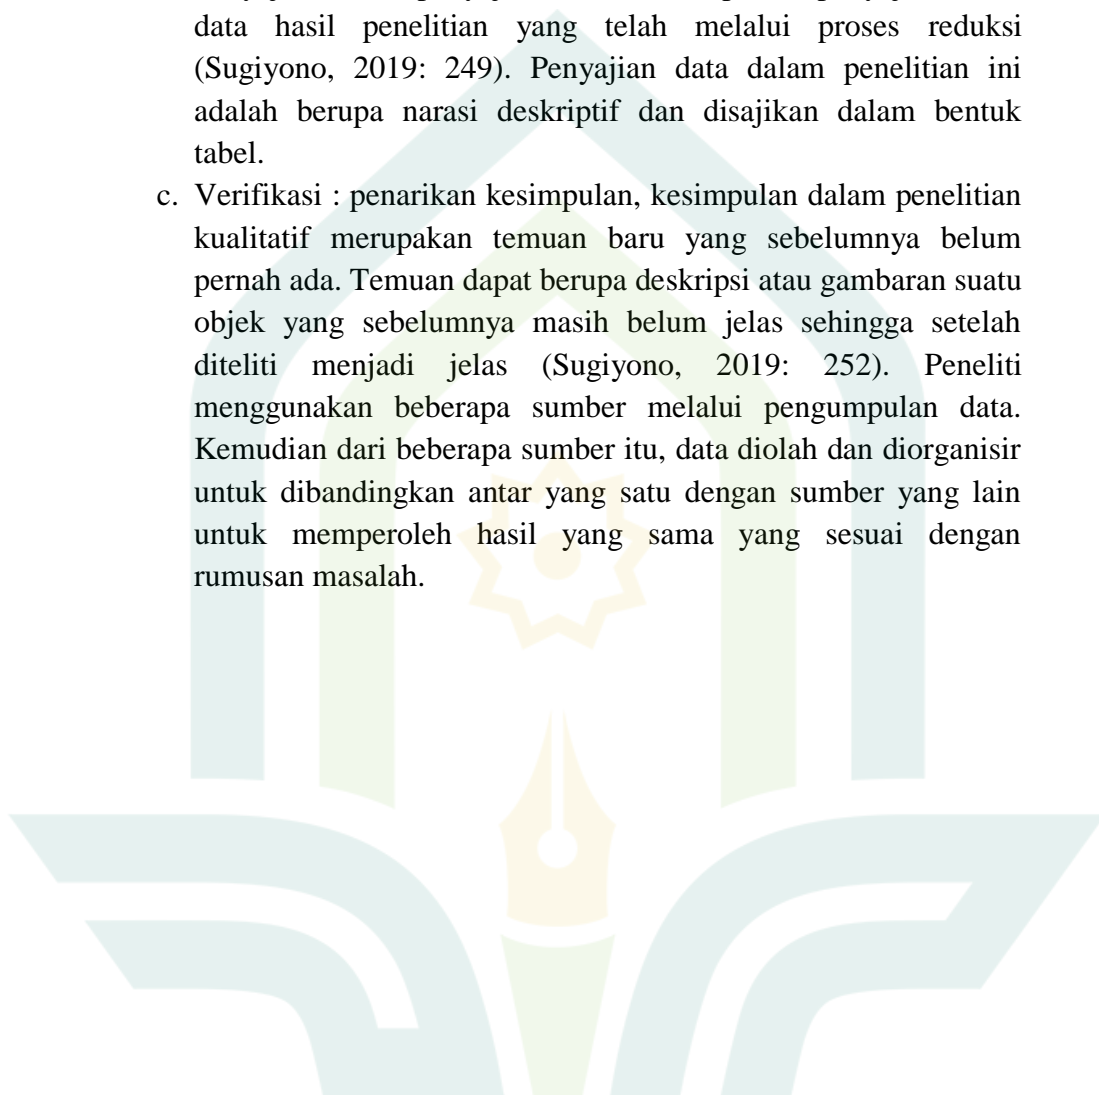 data hasil penelitian yang telah melalui proses reduksi
(Sugiyono, 2019: 249). Penyajian data dalam penelitian ini
adalah berupa narasi deskriptif dan disajikan dalam bentuk
tabel.
c. Verifikasi : penarikan kesimpulan, kesimpulan dalam penelitian
kualitatif merupakan temuan baru yang sebelumnya belum
pernah ada. Temuan dapat berupa deskripsi atau gambaran suatu
objek yang sebelumnya masih belum jelas sehingga setelah
diteliti menjadi jelas (Sugiyono, 2019: 252). Peneliti
menggunakan beberapa sumber melalui pengumpulan data.
Kemudian dari beberapa sumber itu, data diolah dan diorganisir
untuk dibandingkan antar yang satu dengan sumber yang lain
untuk memperoleh hasil yang sama yang sesuai dengan
rumusan masalah.